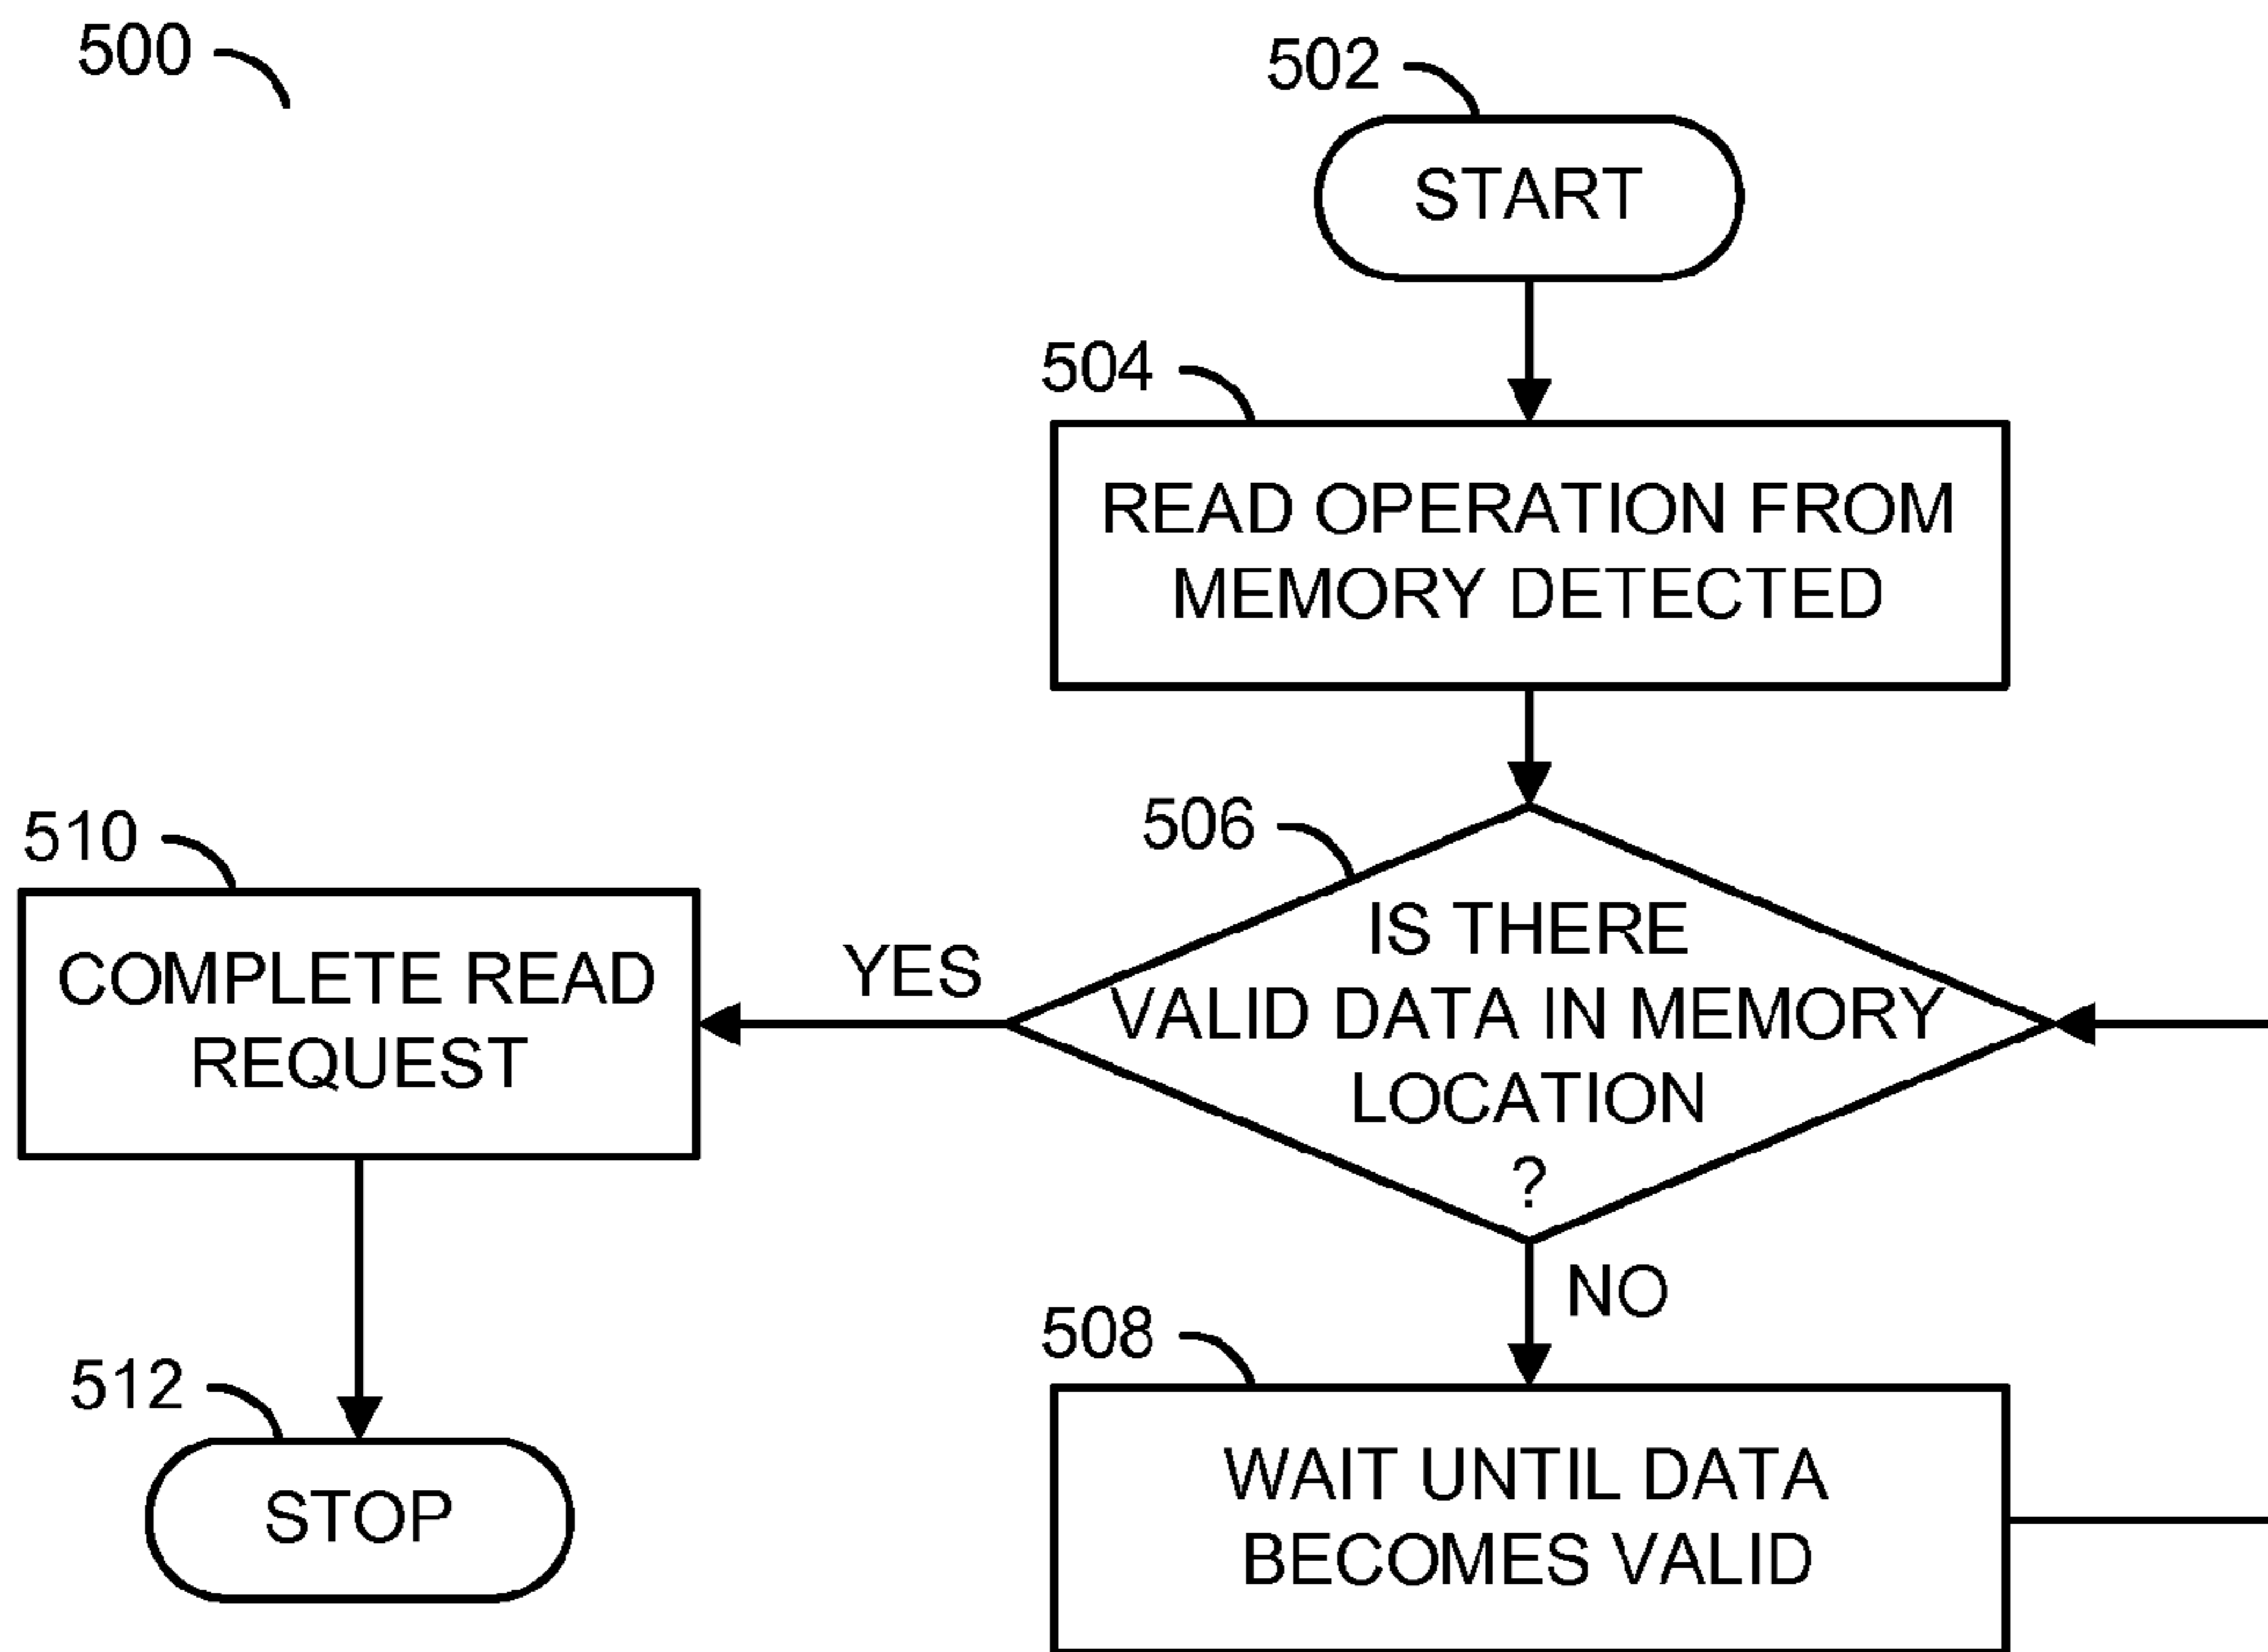 500
502
START
504
READ OPERATION FROM
MEMORY DETECTED
506
IS THERE
VALID DATA IN MEMORY
LOCATION
?
YES
510
COMPLETE READ
REQUEST
NO
508
WAIT UNTIL DATA
BECOMES VALID
512
STOP